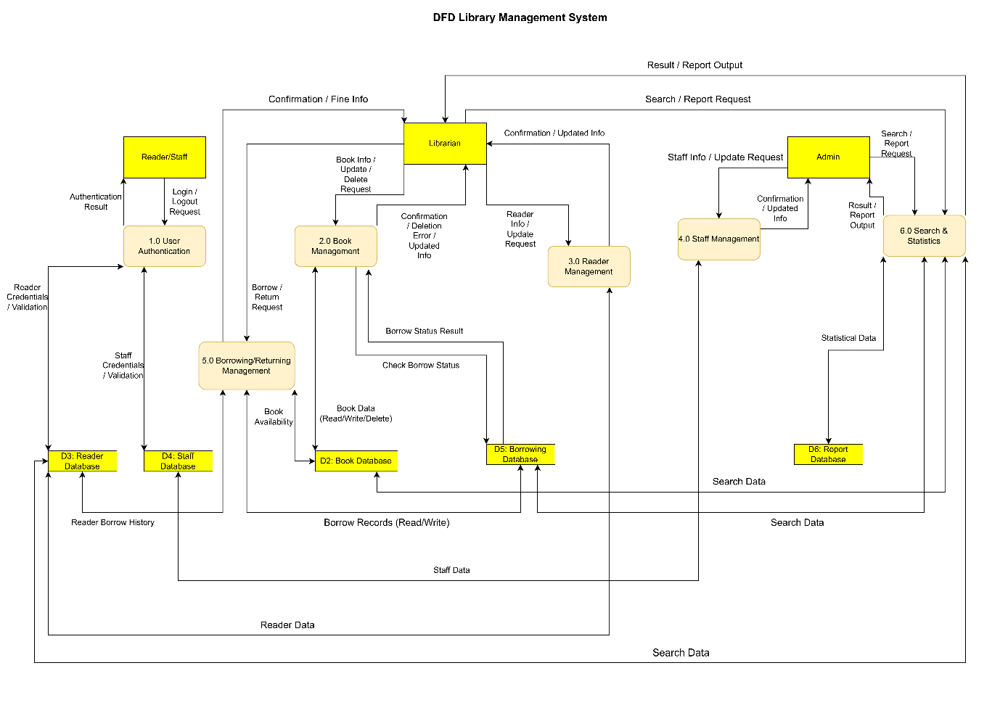 DFD Library Management System
Result / Report Output
Confirmation / Fine Info
Search / Report Request
Confirmation / Updated Info
Librarian
Reader/Staff
Admin
Search /
Report
Request
Staff Info / Update Request
Book Info /
Update /
Delete
Request
Authentication
Result
Login /
Logout
Request
Confirmation
/ Deletion
Error /
Updated
Info
Reader
Info /
Update
Request
Confirmation
/ Updated
Info
Result /
Report
Output
1.0 User
Authentication
2.0 Book
Management
3.0 Reader
Management
4.0 Staff Management
6.0 Search &
Statistics
Reader
Credentials
/ Validation
Borrow /
Return
Request
Borrow Status Result
Statistical Data
Staff
Credentials
/ Validation
5.0 Borrowing/Returning
Management
Check Borrow Status
Book
Availability
Book Data
(Read/Write/Delete)
D3: Reader
Database
D4: Staff
Database
D2: Book Database
D5: Borrowing
Database
D6: Report
Database
Search Data
Reader Borrow History
Borrow Records (Read/Write)
Search Data
Staff Data
Reader Data
Search Data